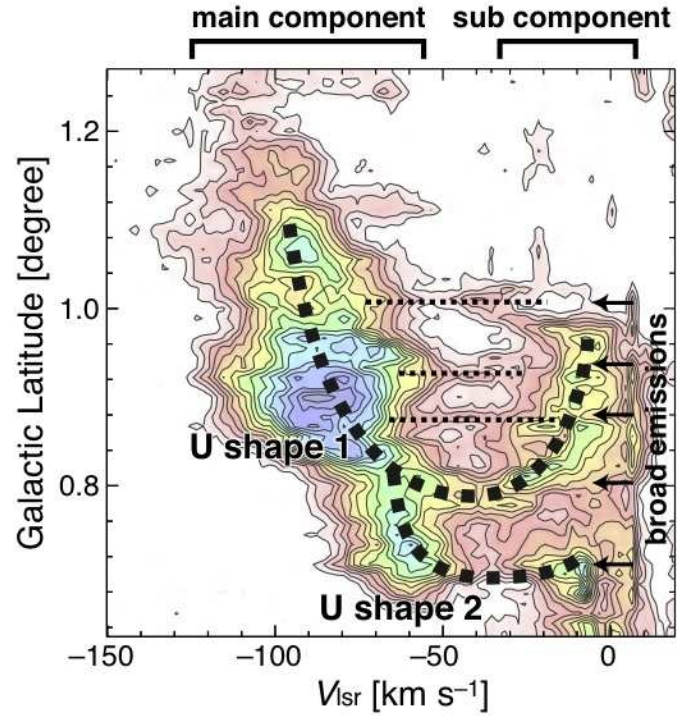 main component sub component
Galactic Latitude [degree]
1.2
1.0
0.8
U shape 1
U shape 2
broad emissions
−150 −100 −50 0
Vlsr [km s⁻¹]